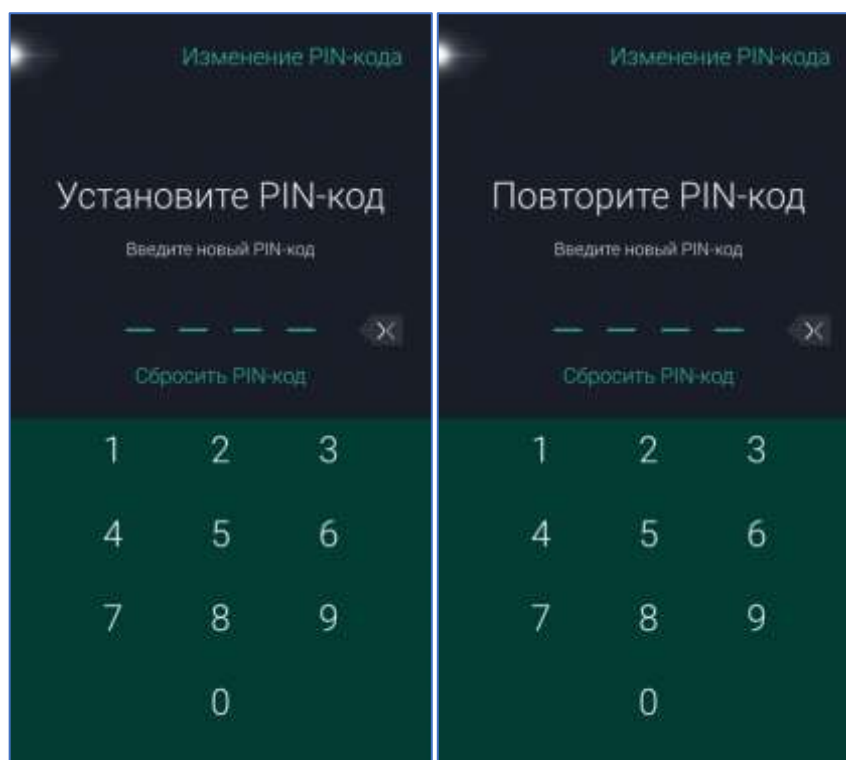 Изменение PIN-кода
Установите PIN-код
Введите новый PIN-код
Сбросить PIN-код
1 2 3
4 5 6
7 8 9
0
Изменение PIN-кода
Повторите PIN-код
Введите новый PIN-код
Сбросить PIN-код
1 2 3
4 5 6
7 8 9
0